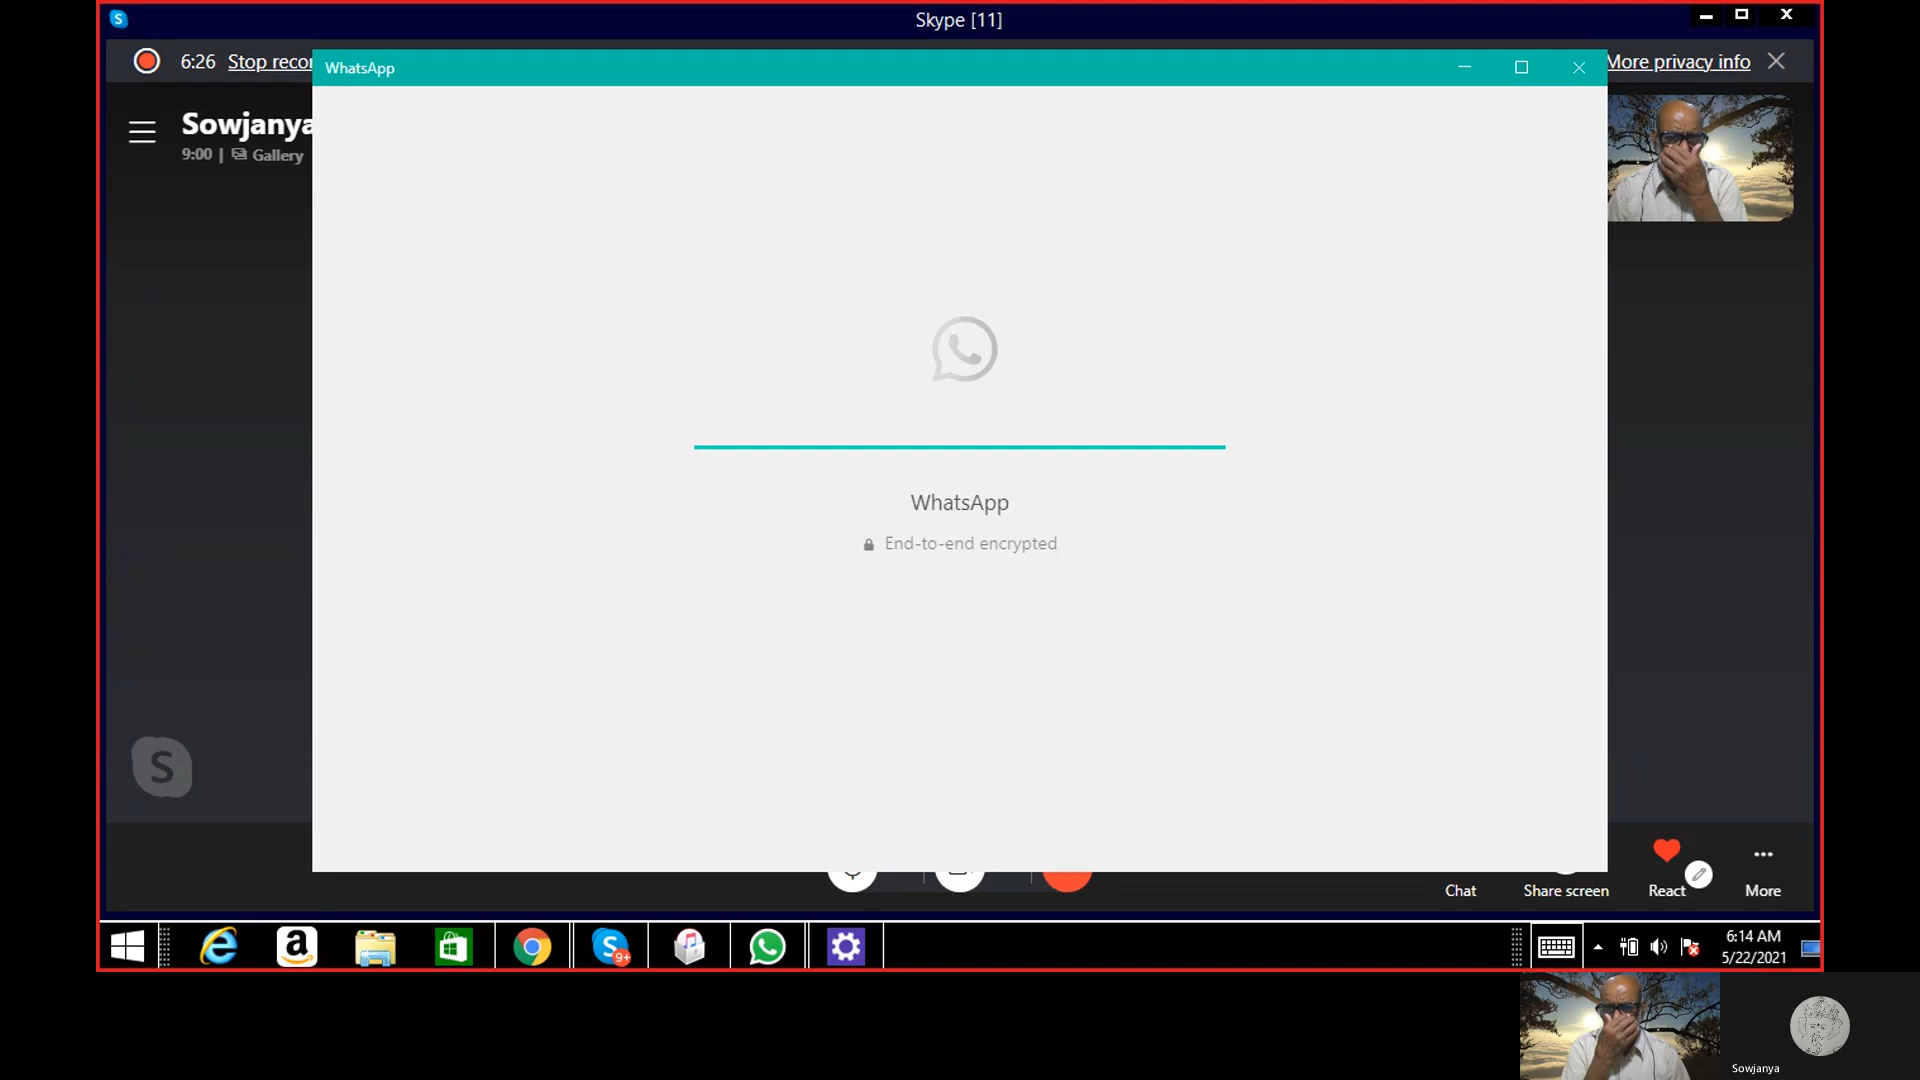 Skype [11]
6:26 Stop recor
More privacy info
WhatsApp
Sowjanya
9:00 | Gallery
WhatsApp
End-to-end encrypted
Chat
Share screen
React
More
9+
6:14 AM
5/22/2021
Sowjanya